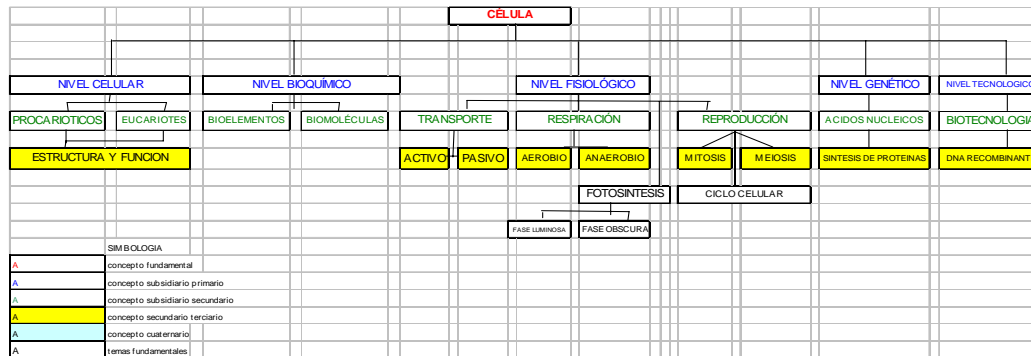 CÉLULA
NIVEL CELULAR NIVEL BIOQUÍMICO NIVEL FISIOLÓGICO NIVEL GENÉTICO NIVEL TECNOLOGICO
PROCARIOTICOS EUCARIOTES BIOELEMENTOS BIOMOLÉCULAS TRANSPORTE RESPIRACIÓN REPRODUCCIÓN ACIDOS NUCLEICOS BIOTECNOLOGIA
ESTRUCTURA Y FUNCION ACTIVO PASIVO AEROBIO ANAEROBIO MITOSIS MEIOSIS SINTESIS DE PROTEINAS DNA RECOMBINANT
FOTOSINTESIS CICLO CELULAR
FASE LUMINOSA FASE OBSCURA
SIMBOLOGIA
A concepto fundamental
A concepto subsidiario primario
A concepto subsidiario secundario
A concepto secundario terciario
A concepto cuaternario
A temas fundamentales